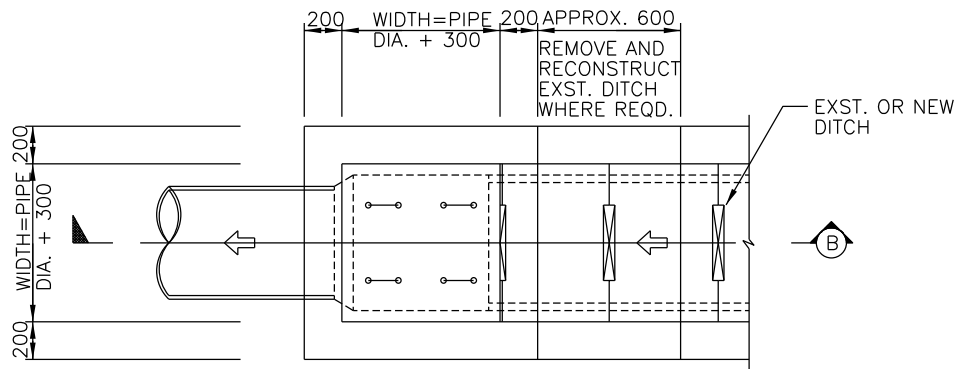 200
WIDTH=PIPE
DIA. + 300
200
APPROX. 600
REMOVE AND
RECONSTRUCT
EXST. DITCH
WHERE REQD.
EXST. OR NEW
DITCH
200
WIDTH=PIPE
DIA. + 300
200
B